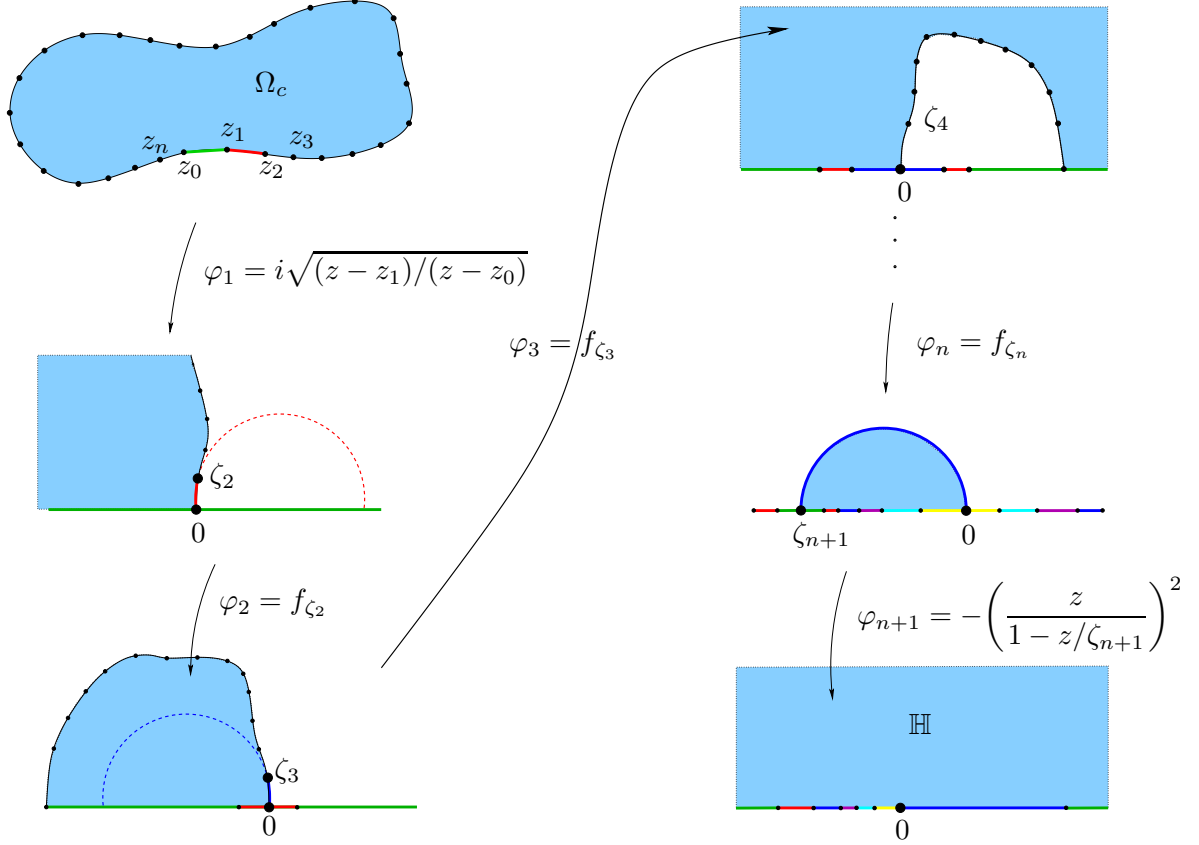 Ω_c
z_n z_0 z_1 z_2 z_3
φ_1 = i√((z − z_1)/(z − z_0))
ζ_2
0
φ_2 = f_{ζ_2}
ζ_3
0
φ_3 = f_{ζ_3}
ζ_4
0
φ_n = f_{ζ_n}
ζ_{n+1}
0
φ_{n+1} = −(z / (1 − z/ζ_{n+1}))^2
ℍ
0